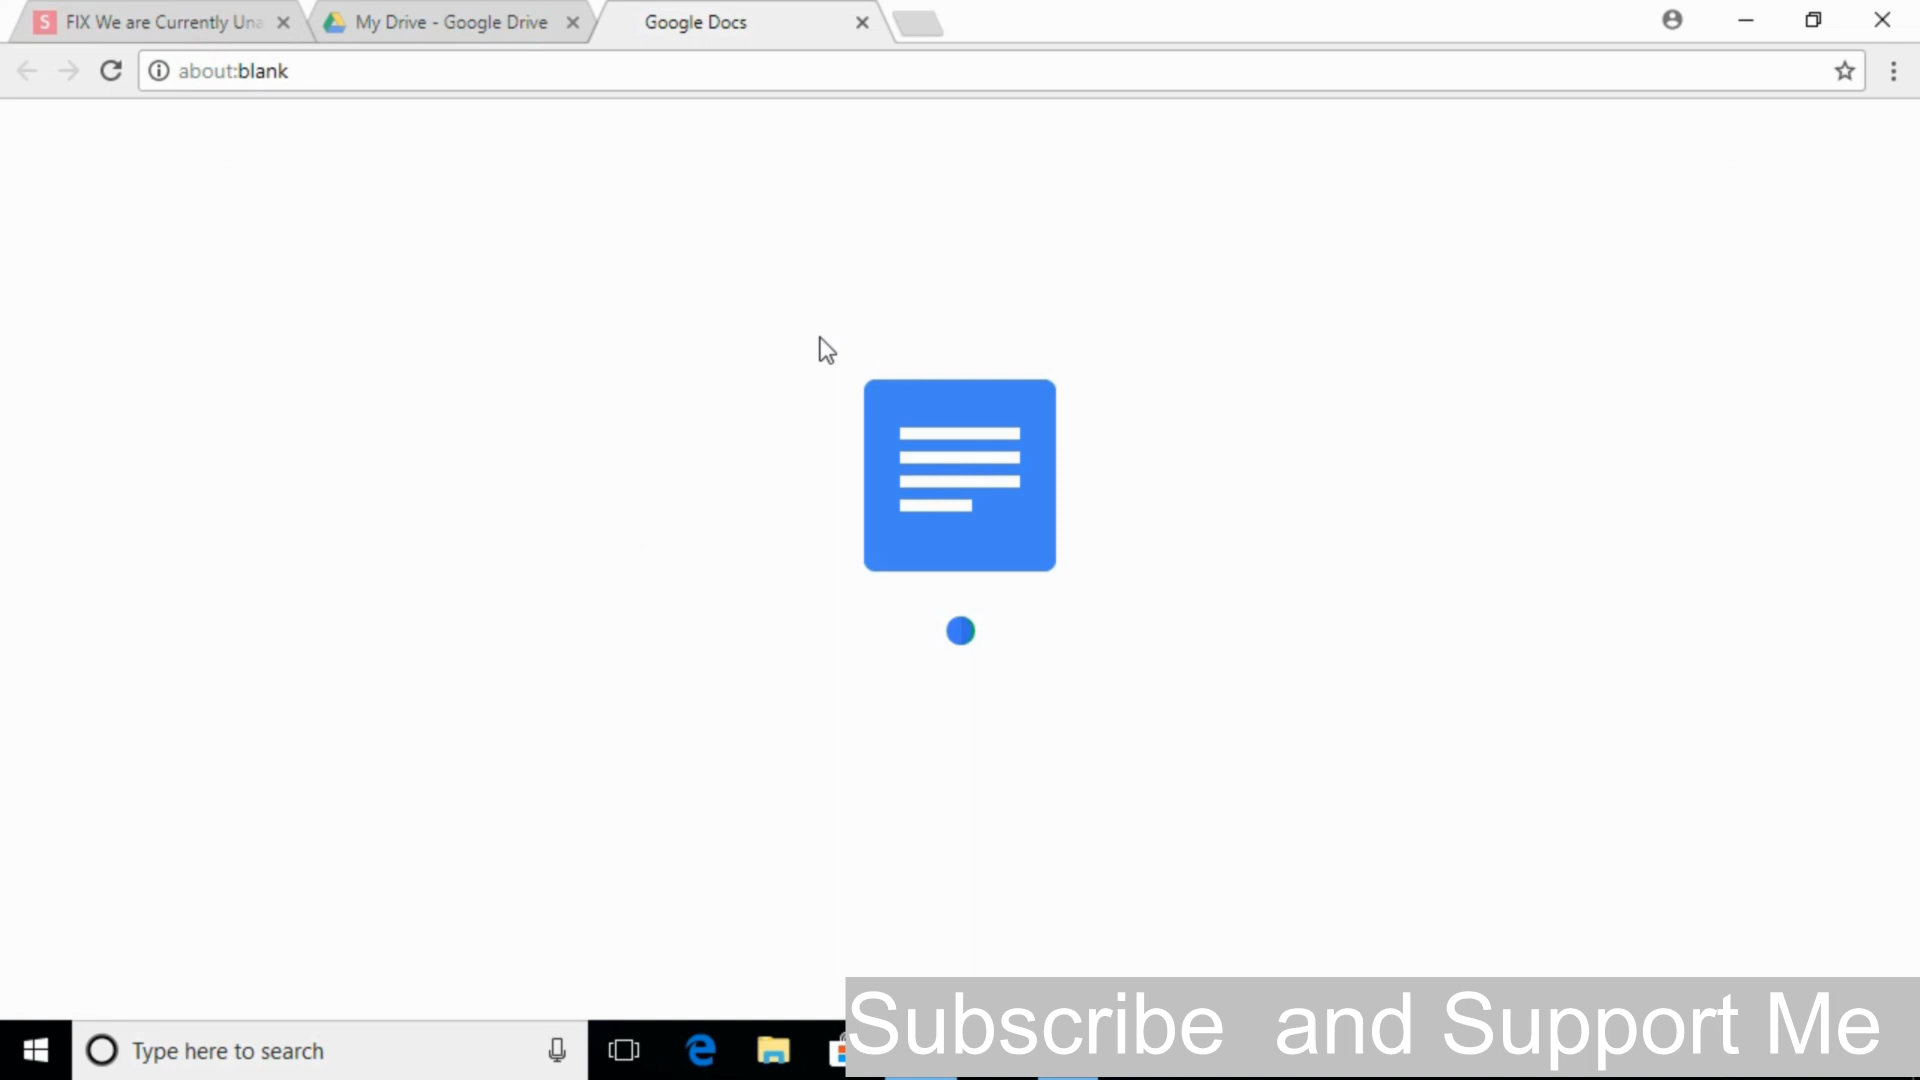 FIX We are Currently Una
My Drive - Google Drive
Google Docs
about:blank
Type here to search
Subscribe and Support Me